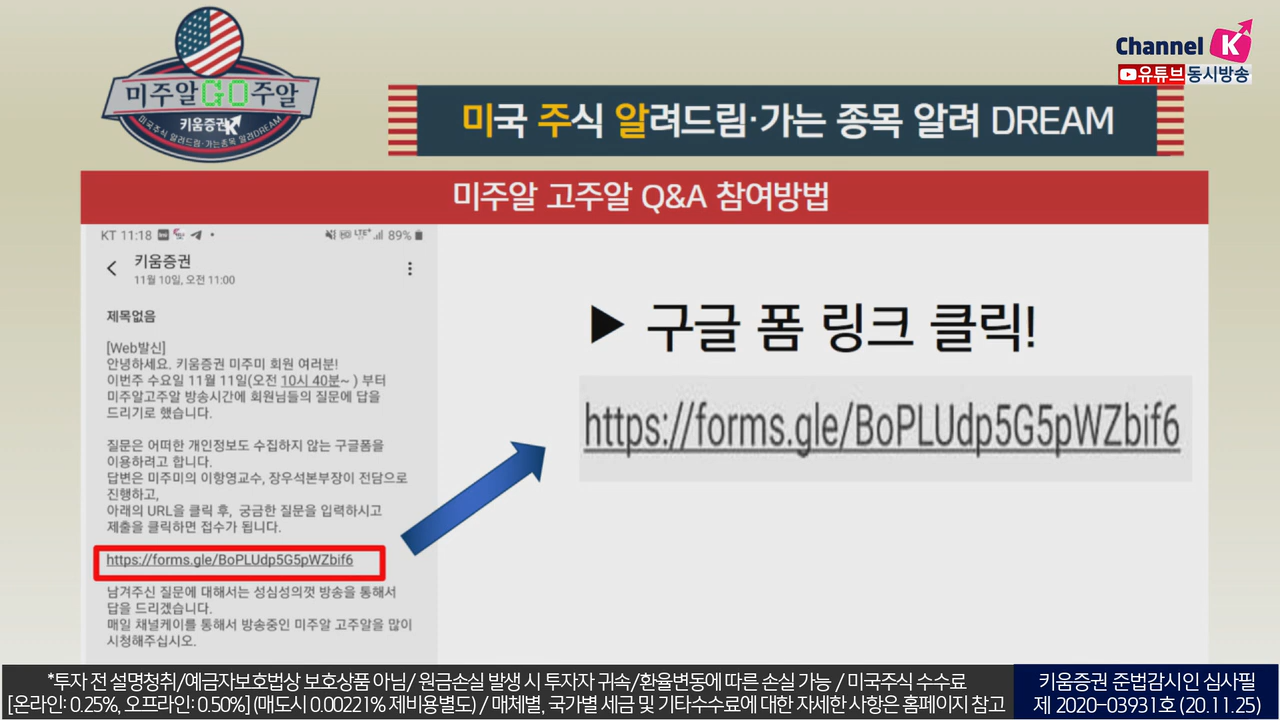 미주알GO주알
키움증권K
미국주식 알려드림·가는종목 알려DREAM
Channel K
유튜브동시방송
미국 주식 알려드림·가는 종목 알려 DREAM
미주알 고주알 Q&A 참여방법
KT 11:18
LTE+ 89%
키움증권
11월 10일, 오전 11:00
제목없음
[Web발신]
안녕하세요. 키움증권 미주미 회원 여러분!
이번주 수요일 11월 11일(오전 10시 40분~ ) 부터
미주알고주알 방송시간에 회원님들의 질문에 답을
드리기로 했습니다.
질문은 어떠한 개인정보도 수집하지 않는 구글폼을
이용하려고 합니다.
답변은 미주미의 이항영교수, 장우석본부장이 전담으로
진행하고,
아래의 URL을 클릭 후,  궁금한 질문을 입력하시고
제출을 클릭하면 접수가 됩니다.
https://forms.gle/BoPLUdp5G5pWZbif6
남겨주신 질문에 대해서는 성심성의껏 방송을 통해서
답을 드리겠습니다.
매일 채널케이를 통해서 방송중인 미주알 고주알을 많이
시청해주십시오.
▶ 구글 폼 링크 클릭!
https://forms.gle/BoPLUdp5G5pWZbif6
*투자 전 설명청취/예금자보호법상 보호상품 아님/ 원금손실 발생 시 투자자 귀속/환율변동에 따른 손실 가능 / 미국주식 수수료
[온라인: 0.25%, 오프라인: 0.50%] (매도시 0.00221% 제비용별도) / 매체별, 국가별 세금 및 기타수수료에 대한 자세한 사항은 홈페이지 참고
키움증권 준법감시인 심사필
제 2020-03931호 (20.11.25)